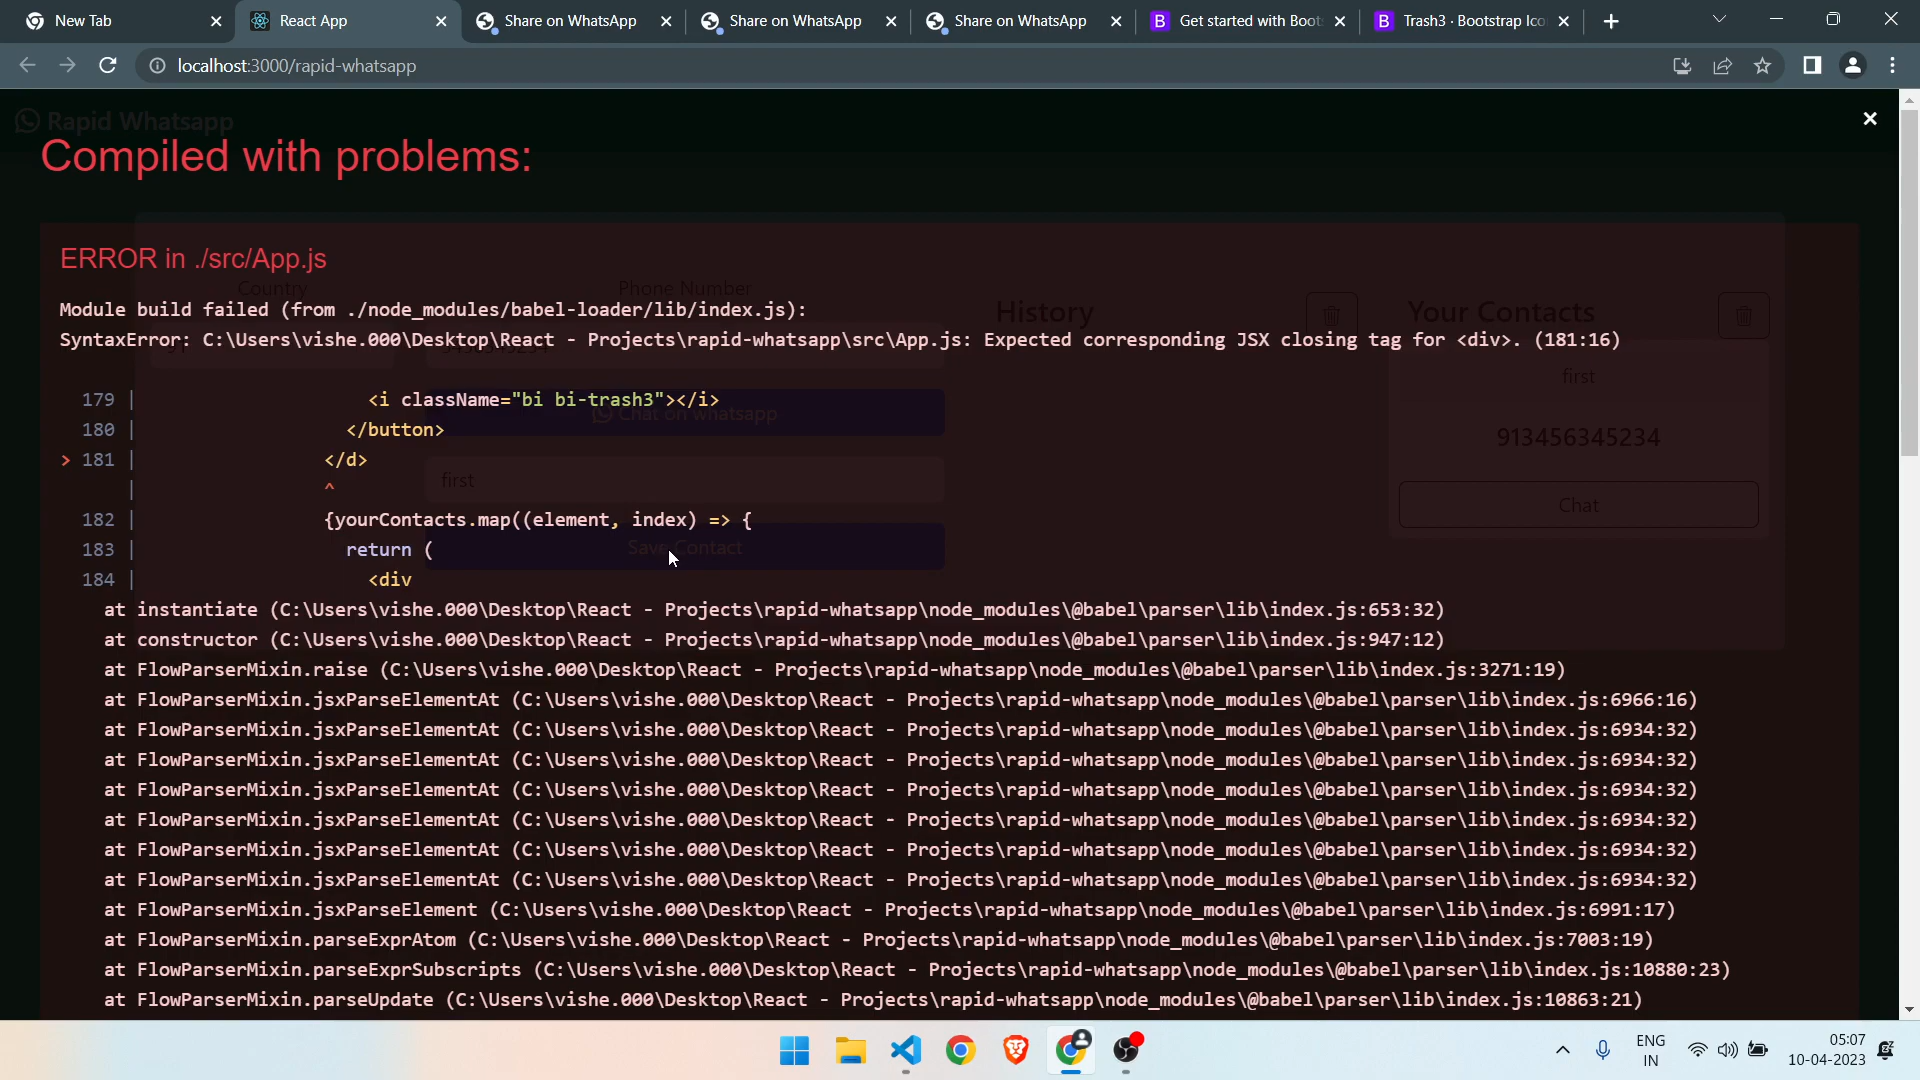 New Tab
React App
Share on WhatsApp
Share on WhatsApp
Share on WhatsApp
Get started with Boots
Trash3 · Bootstrap Ico
localhost:3000/rapid-whatsapp
Rapid Whatsapp
Compiled with problems:
ERROR in ./src/App.js
Country
Phone Number
History
Your Contacts
Module build failed (from ./node_modules/babel-loader/lib/index.js):
SyntaxError: C:\Users\vishe.000\Desktop\React - Projects\rapid-whatsapp\src\App.js: Expected corresponding JSX closing tag for <div>. (181:16)
first
179 | <i className="bi bi-trash3"></i>
Chat on whatsapp
180 | </button>
913456345234
> 181 | </d>
first
| ^
Chat
182 | {yourContacts.map((element, index) => {
183 | return (
Save Contact
184 | <div
at instantiate (C:\Users\vishe.000\Desktop\React - Projects\rapid-whatsapp\node_modules\@babel\parser\lib\index.js:653:32)
at constructor (C:\Users\vishe.000\Desktop\React - Projects\rapid-whatsapp\node_modules\@babel\parser\lib\index.js:947:12)
at FlowParserMixin.raise (C:\Users\vishe.000\Desktop\React - Projects\rapid-whatsapp\node_modules\@babel\parser\lib\index.js:3271:19)
at FlowParserMixin.jsxParseElementAt (C:\Users\vishe.000\Desktop\React - Projects\rapid-whatsapp\node_modules\@babel\parser\lib\index.js:6966:16)
at FlowParserMixin.jsxParseElementAt (C:\Users\vishe.000\Desktop\React - Projects\rapid-whatsapp\node_modules\@babel\parser\lib\index.js:6934:32)
at FlowParserMixin.jsxParseElementAt (C:\Users\vishe.000\Desktop\React - Projects\rapid-whatsapp\node_modules\@babel\parser\lib\index.js:6934:32)
at FlowParserMixin.jsxParseElementAt (C:\Users\vishe.000\Desktop\React - Projects\rapid-whatsapp\node_modules\@babel\parser\lib\index.js:6934:32)
at FlowParserMixin.jsxParseElementAt (C:\Users\vishe.000\Desktop\React - Projects\rapid-whatsapp\node_modules\@babel\parser\lib\index.js:6934:32)
at FlowParserMixin.jsxParseElementAt (C:\Users\vishe.000\Desktop\React - Projects\rapid-whatsapp\node_modules\@babel\parser\lib\index.js:6934:32)
at FlowParserMixin.jsxParseElementAt (C:\Users\vishe.000\Desktop\React - Projects\rapid-whatsapp\node_modules\@babel\parser\lib\index.js:6934:32)
at FlowParserMixin.jsxParseElement (C:\Users\vishe.000\Desktop\React - Projects\rapid-whatsapp\node_modules\@babel\parser\lib\index.js:6991:17)
at FlowParserMixin.parseExprAtom (C:\Users\vishe.000\Desktop\React - Projects\rapid-whatsapp\node_modules\@babel\parser\lib\index.js:7003:19)
at FlowParserMixin.parseExprSubscripts (C:\Users\vishe.000\Desktop\React - Projects\rapid-whatsapp\node_modules\@babel\parser\lib\index.js:10880:23)
at FlowParserMixin.parseUpdate (C:\Users\vishe.000\Desktop\React - Projects\rapid-whatsapp\node_modules\@babel\parser\lib\index.js:10863:21)
ENG
IN
05:07
10-04-2023